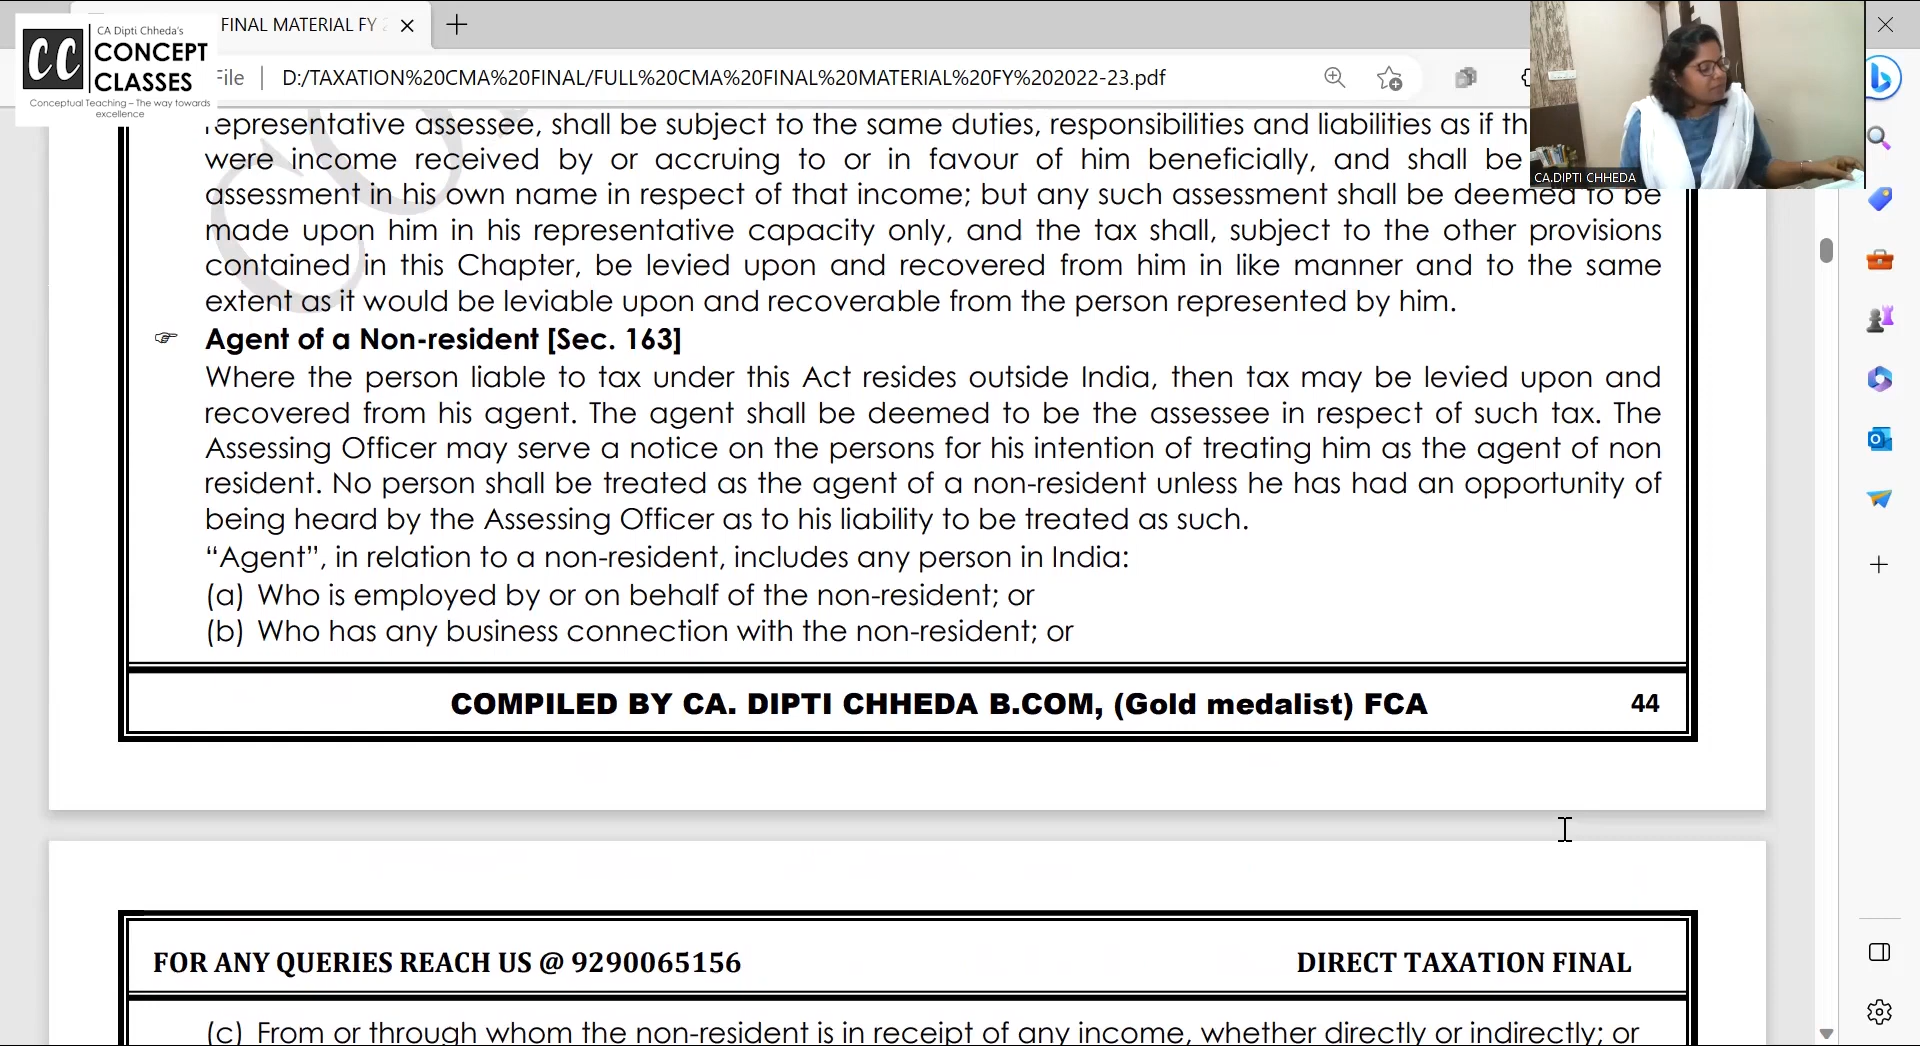 FINAL MATERIAL FY
CA Dipti Chheda's
CC CONCEPT
CLASSES
Conceptual Teaching – The way towards
excellence
File
D:/TAXATION%20CMA%20FINAL/FULL%20CMA%20FINAL%20MATERIAL%20FY%202022-23.pdf
CA.DIPTI CHHEDA
representative assessee, shall be subject to the same duties, responsibilities and liabilities as if
were income received by or accruing to or in favour of him beneficially, and shall be
assessment in his own name in respect of that income; but any such assessment shall be deemed to be
made upon him in his representative capacity only, and the tax shall, subject to the other provisions
contained in this Chapter, be levied upon and recovered from him in like manner and to the same
extent as it would be leviable upon and recoverable from the person represented by him.
Agent of a Non-resident [Sec. 163]
Where the person liable to tax under this Act resides outside India, then tax may be levied upon and
recovered from his agent. The agent shall be deemed to be the assessee in respect of such tax. The
Assessing Officer may serve a notice on the persons for his intention of treating him as the agent of non
resident. No person shall be treated as the agent of a non-resident unless he has had an opportunity of
being heard by the Assessing Officer as to his liability to be treated as such.
“Agent”, in relation to a non-resident, includes any person in India:
(a) Who is employed by or on behalf of the non-resident; or
(b) Who has any business connection with the non-resident; or
COMPILED BY CA. DIPTI CHHEDA B.COM, (Gold medalist) FCA 44
FOR ANY QUERIES REACH US @ 9290065156 DIRECT TAXATION FINAL
(c) From or through whom the non-resident is in receipt of any income, whether directly or indirectly; or